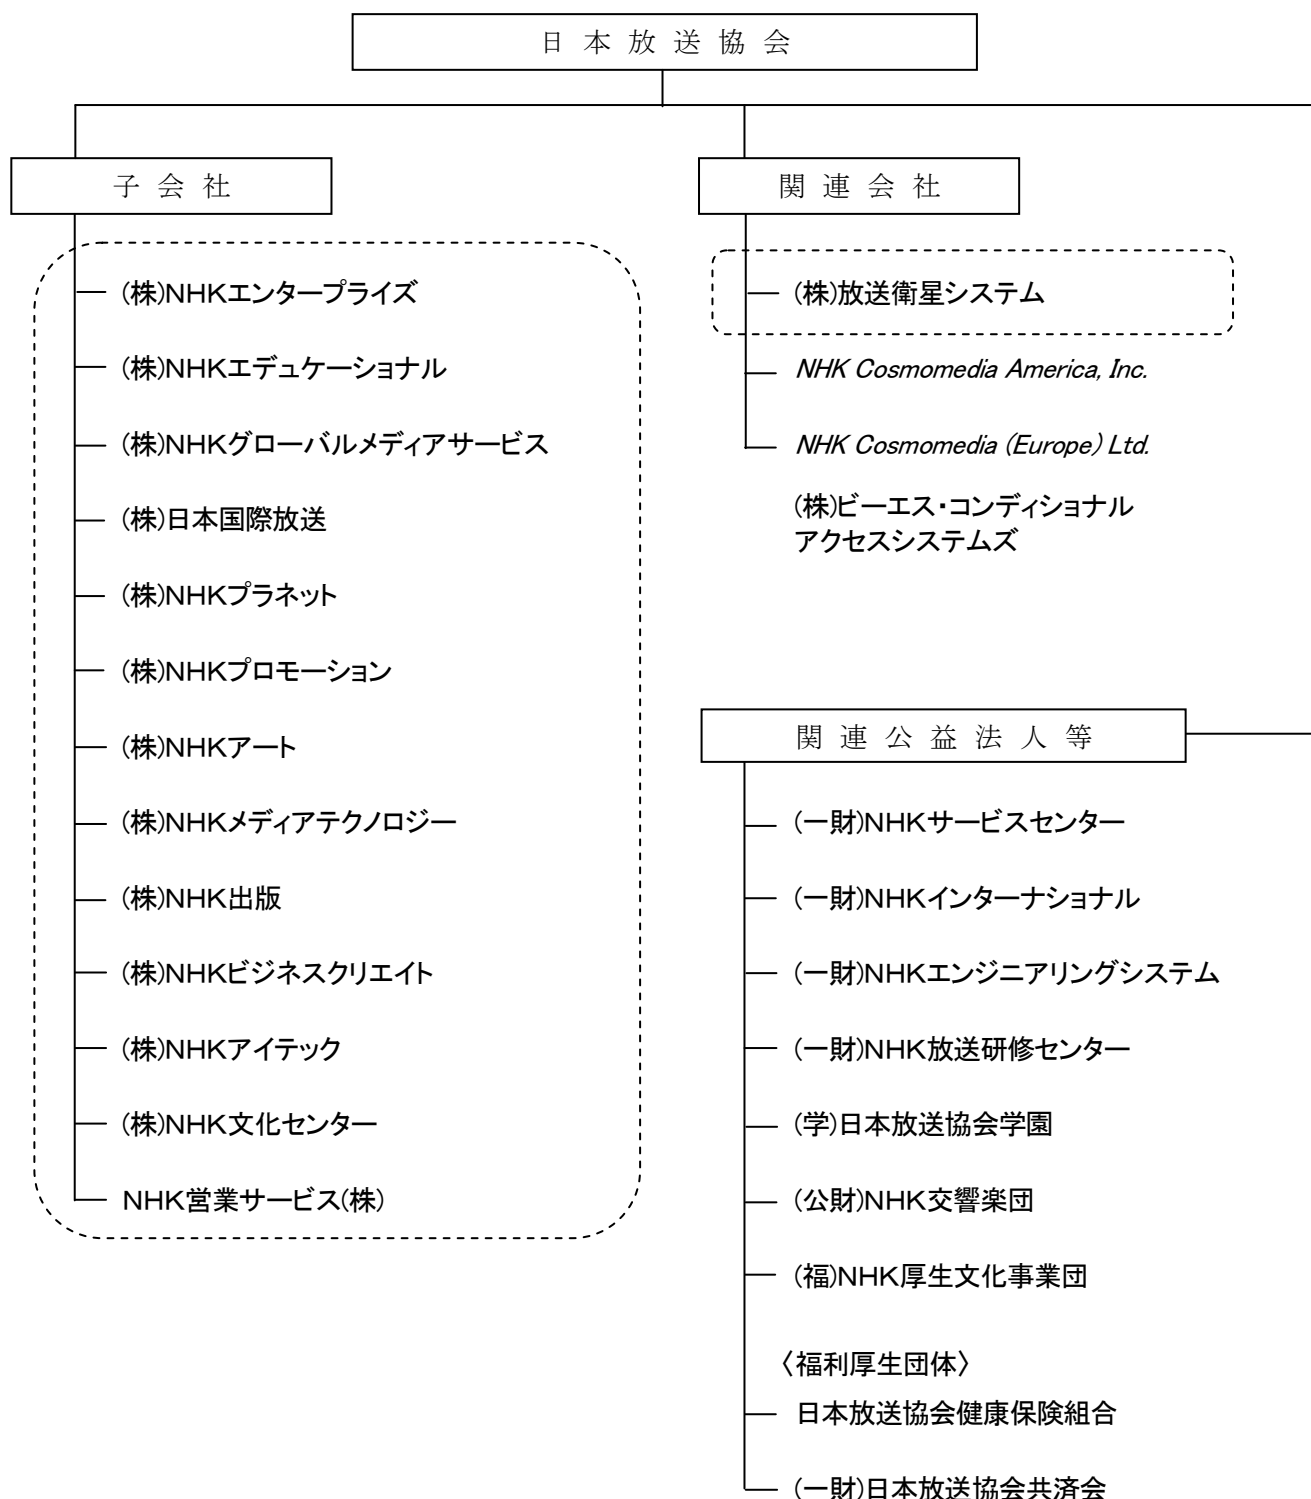 日本放送協会
子会社
(株)NHKエンタープライズ
(株)NHKエデュケーショナル
(株)NHKグローバルメディアサービス
(株)日本国際放送
(株)NHKプラネット
(株)NHKプロモーション
(株)NHKアート
(株)NHKメディアテクノロジー
(株)NHK出版
(株)NHKビジネスクリエイト
(株)NHKアイテック
(株)NHK文化センター
NHK営業サービス(株)
関連会社
(株)放送衛星システム
NHK Cosmomedia America, Inc.
NHK Cosmomedia (Europe) Ltd.
(株)ビーエス・コンディショナル
アクセスシステムズ
関連公益法人等
(一財)NHKサービスセンター
(一財)NHKインターナショナル
(一財)NHKエンジニアリングシステム
(一財)NHK放送研修センター
(学)日本放送協会学園
(公財)NHK交響楽団
(福)NHK厚生文化事業団
〈福利厚生団体〉
日本放送協会健康保険組合
(一財)日本放送協会共済会